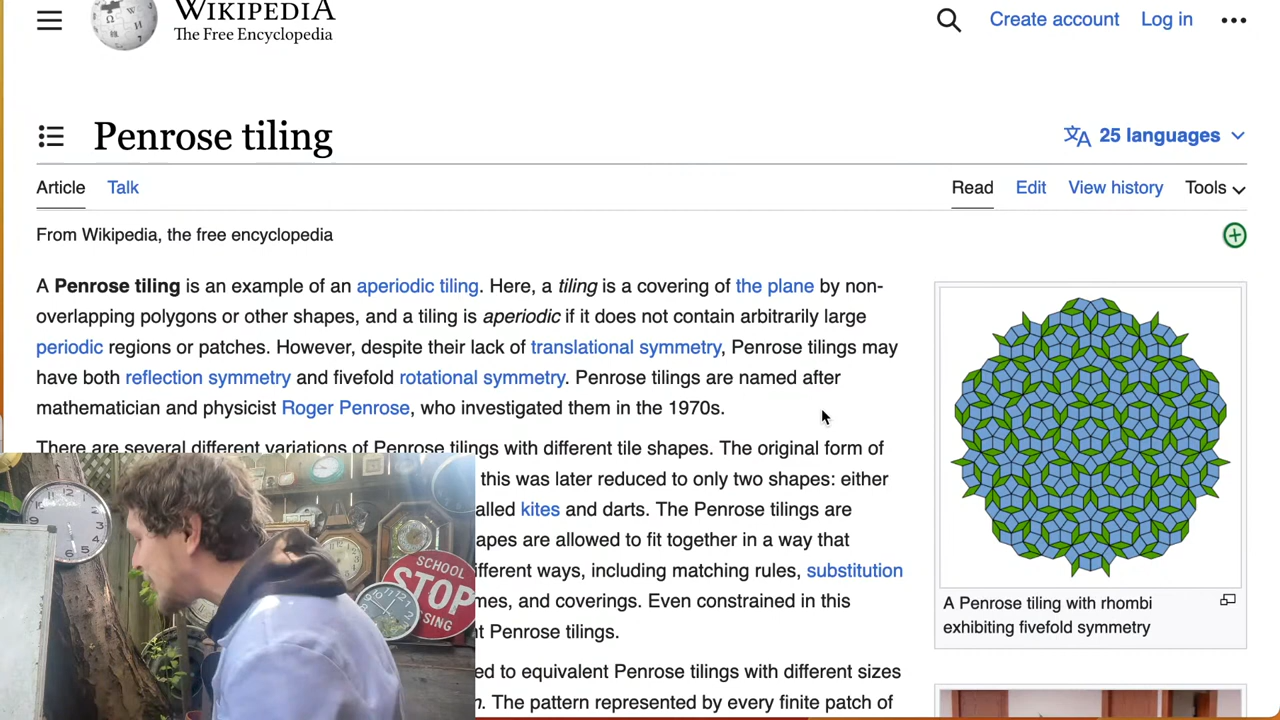 WIKIPEDIA
The Free Encyclopedia
Create account
Log in
Penrose tiling
25 languages
Article
Talk
Read
Edit
View history
Tools
From Wikipedia, the free encyclopedia
A Penrose tiling is an example of an aperiodic tiling. Here, a tiling is a covering of the plane by non-
overlapping polygons or other shapes, and a tiling is aperiodic if it does not contain arbitrarily large
periodic regions or patches. However, despite their lack of translational symmetry, Penrose tilings may
have both reflection symmetry and fivefold rotational symmetry. Penrose tilings are named after
mathematician and physicist Roger Penrose, who investigated them in the 1970s.
There are several different variations of Penrose tilings with different tile shapes. The original form of
this was later reduced to only two shapes: either
alled kites and darts. The Penrose tilings are
apes are allowed to fit together in a way that
ifferent ways, including matching rules, substitution
mes, and coverings. Even constrained in this
t Penrose tilings.
ed to equivalent Penrose tilings with different sizes
n. The pattern represented by every finite patch of
A Penrose tiling with rhombi
exhibiting fivefold symmetry
SCHOOL
STOP
SING